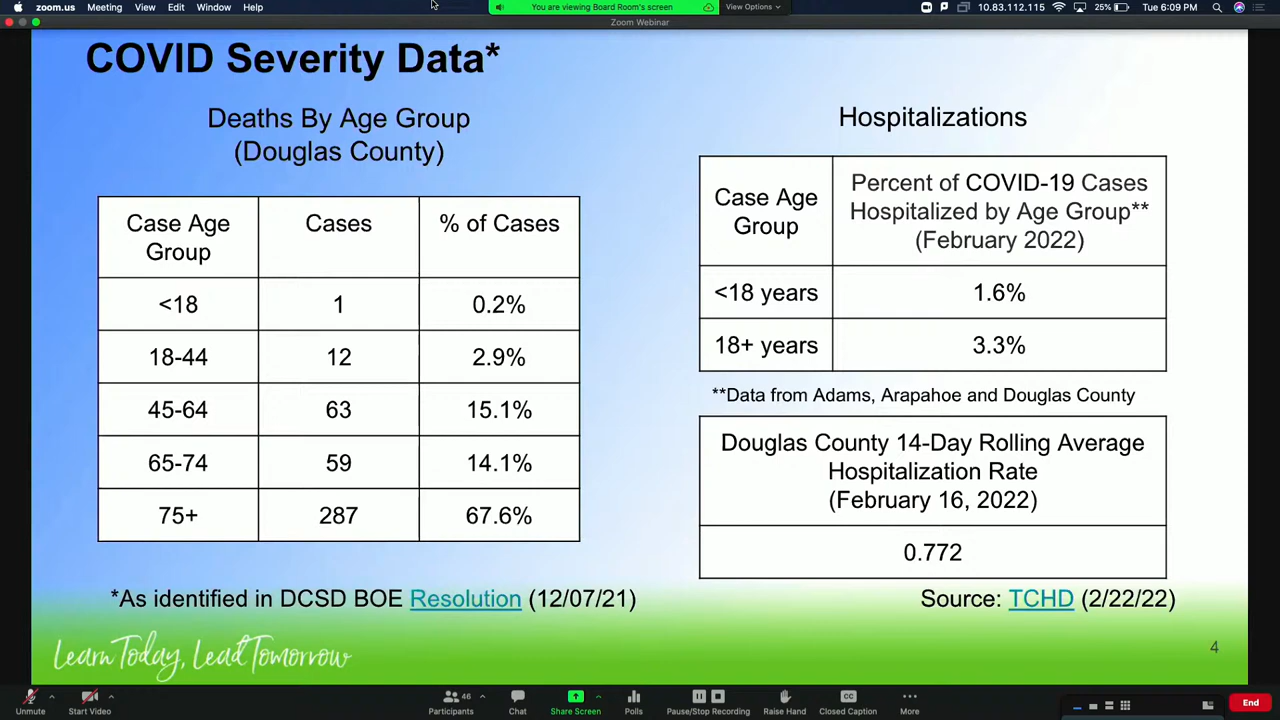 zoom.us Meeting View Edit Window Help
You are viewing Board Room's screen
View Options
10.83.112.115
25%
Tue 6:09 PM
Zoom Webinar
COVID Severity Data*
Deaths By Age Group
(Douglas County)
Case Age Group Cases % of Cases
<18 1 0.2%
18-44 12 2.9%
45-64 63 15.1%
65-74 59 14.1%
75+ 287 67.6%
*As identified in DCSD BOE Resolution (12/07/21)
Hospitalizations
Case Age Group
Percent of COVID-19 Cases
Hospitalized by Age Group**
(February 2022)
<18 years 1.6%
18+ years 3.3%
**Data from Adams, Arapahoe and Douglas County
Douglas County 14-Day Rolling Average
Hospitalization Rate
(February 16, 2022)
0.772
Source: TCHD (2/22/22)
Learn Today, Lead Tomorrow
4
Unmute Start Video Participants 46 Chat Share Screen Polls Pause/Stop Recording Raise Hand Closed Caption More End